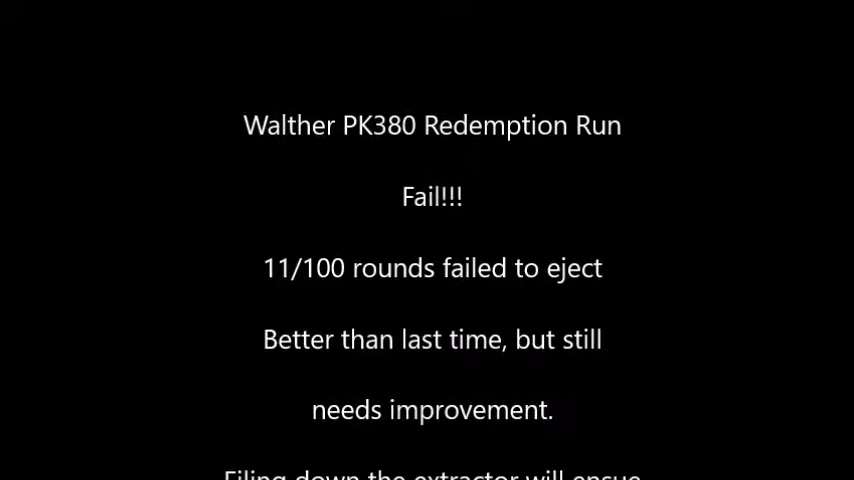 Walther PK380 Redemption Run
Fail!!!
11/100 rounds failed to eject
Better than last time, but still
needs improvement.
Filing down the extractor will ensue